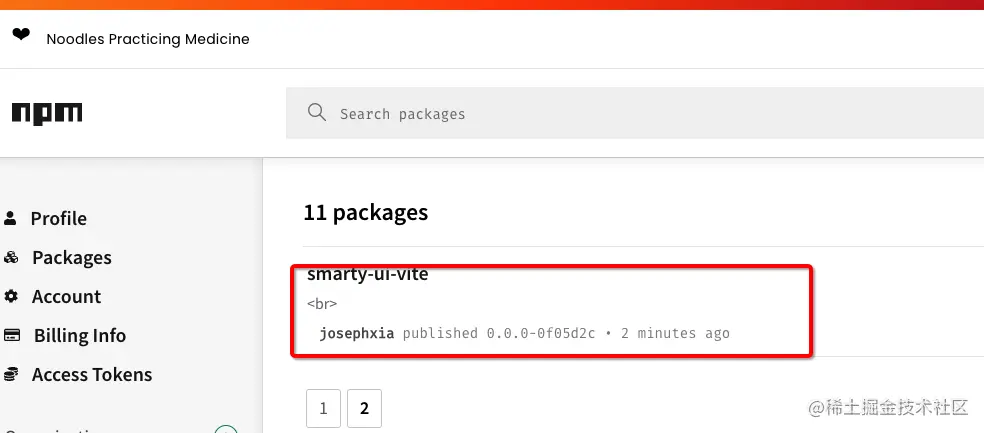 ❤ Noodles Practicing Medicine
npm
Search packages
Profile
Packages
Account
Billing Info
Access Tokens
11 packages
smarty-ui-vite
<br>
josephxia published 0.0.0-0f05d2c • 2 minutes ago
1 2
@稀土掘金技术社区